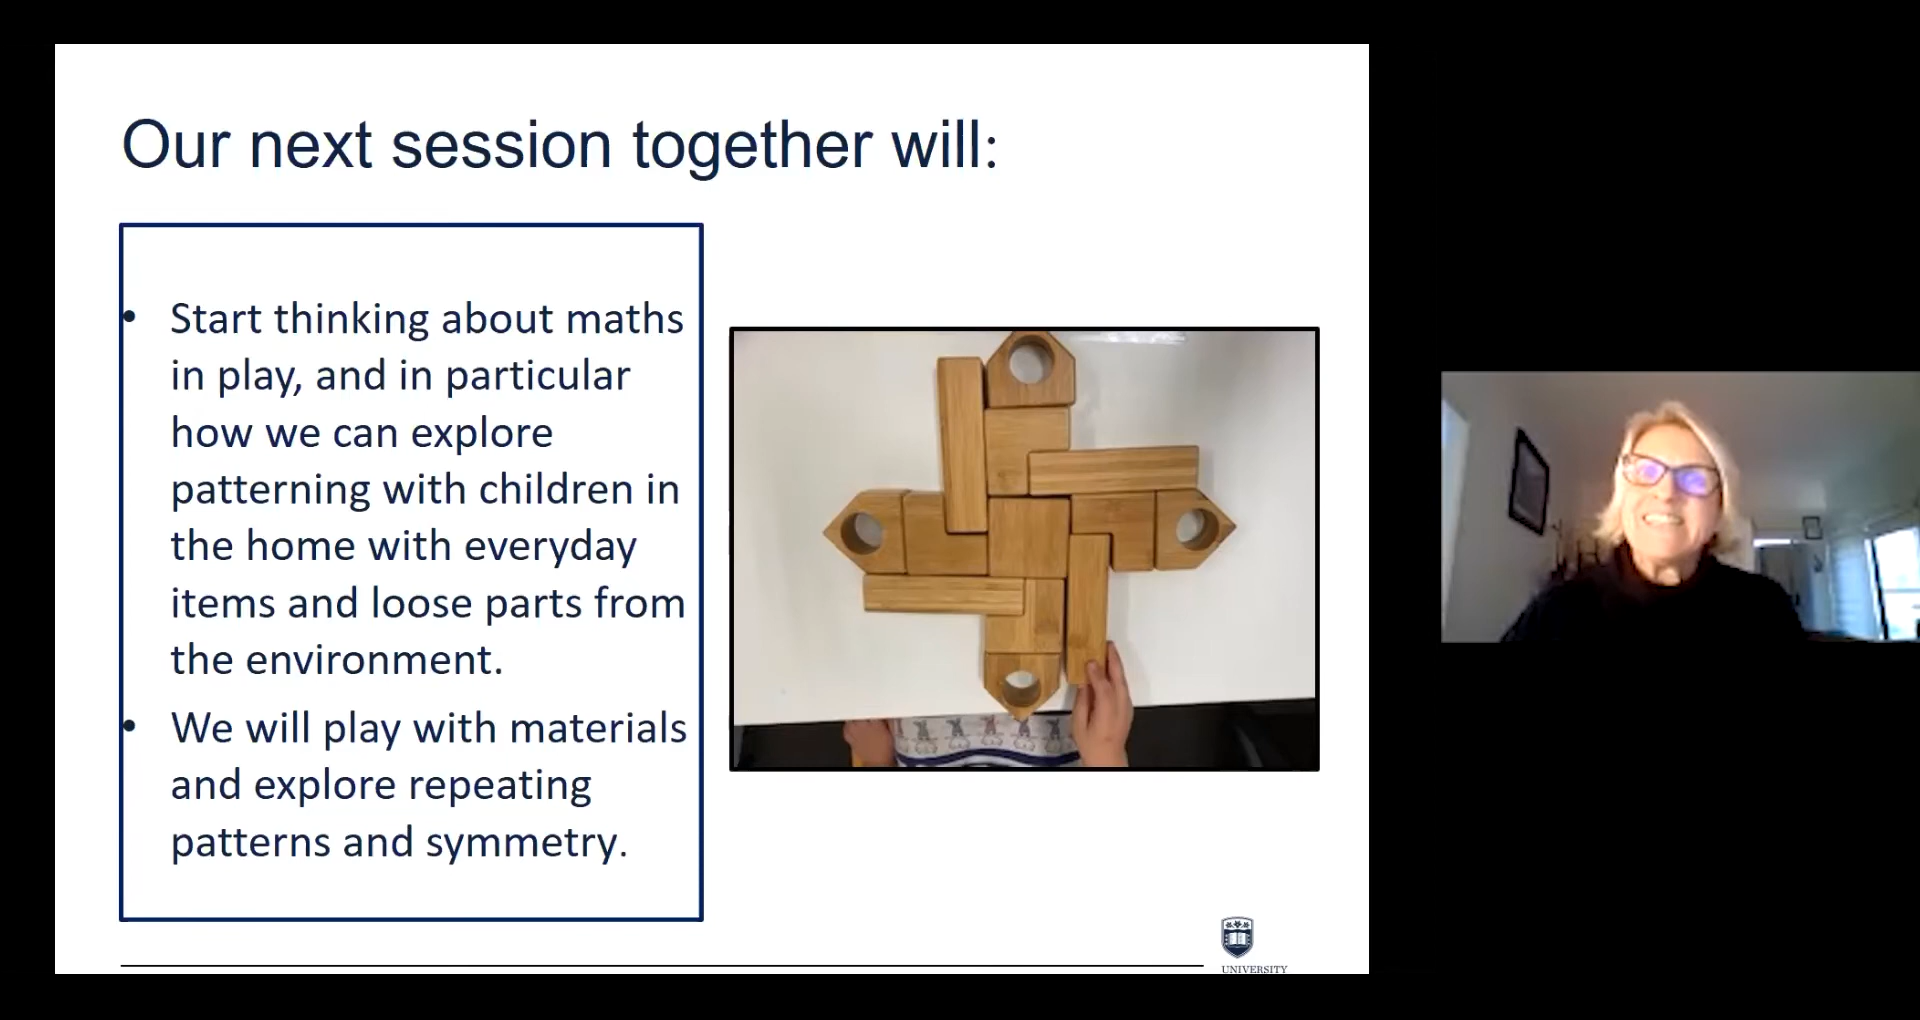 Our next session together will:
• Start thinking about maths
in play, and in particular
how we can explore
patterning with children in
the home with everyday
items and loose parts from
the environment.
• We will play with materials
and explore repeating
patterns and symmetry.
UNIVERSITY